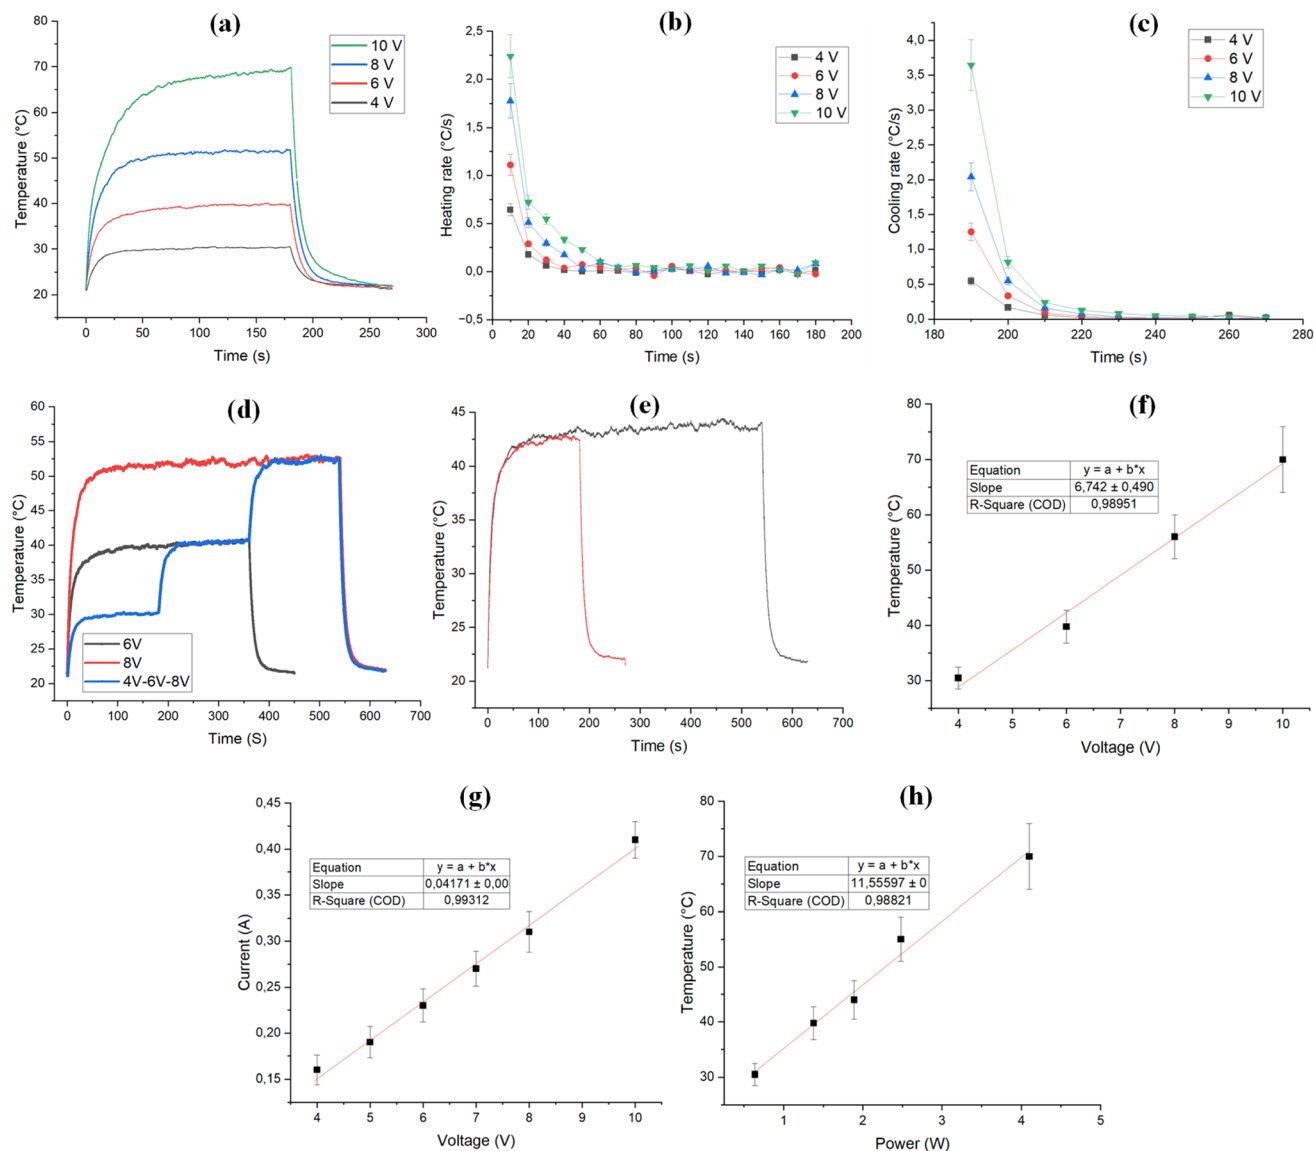 (a)
80
70
60
50
40
30
20
0
50
100
150
200
250
300
Temperature (°C)
Time (s)
10 V
8 V
6 V
4 V
(b)
2,5
2,0
1,5
1,0
0,5
0,0
−0,5
0
20
40
60
80
100
120
140
160
180
200
Heating rate (°C/s)
Time (s)
4 V
6 V
8 V
10 V
(c)
4,0
3,5
3,0
2,5
2,0
1,5
1,0
0,5
0,0
180
200
220
240
260
280
Cooling rate (°C/s)
Time (s)
4 V
6 V
8 V
10 V
(d)
60
55
50
45
40
35
30
25
20
0
100
200
300
400
500
600
700
Temperature (°C)
Time (S)
6V
8V
4V-6V-8V
(e)
45
40
35
30
25
20
0
100
200
300
400
500
600
700
Temperature (°C)
Time (s)
(f)
80
70
60
50
40
30
4
5
6
7
8
9
10
Temperature (°C)
Voltage (V)
Equation y = a + b*x
Slope 6,742 ± 0,490
R-Square (COD) 0,98951
(g)
0,45
0,40
0,35
0,30
0,25
0,20
0,15
4
5
6
7
8
9
10
Current (A)
Voltage (V)
Equation y = a + b*x
Slope 0,04171 ± 0,00
R-Square (COD) 0,99312
(h)
80
70
60
50
40
30
1
2
3
4
5
Temperature (°C)
Power (W)
Equation y = a + b*x
Slope 11,55597 ± 0
R-Square (COD) 0,98821